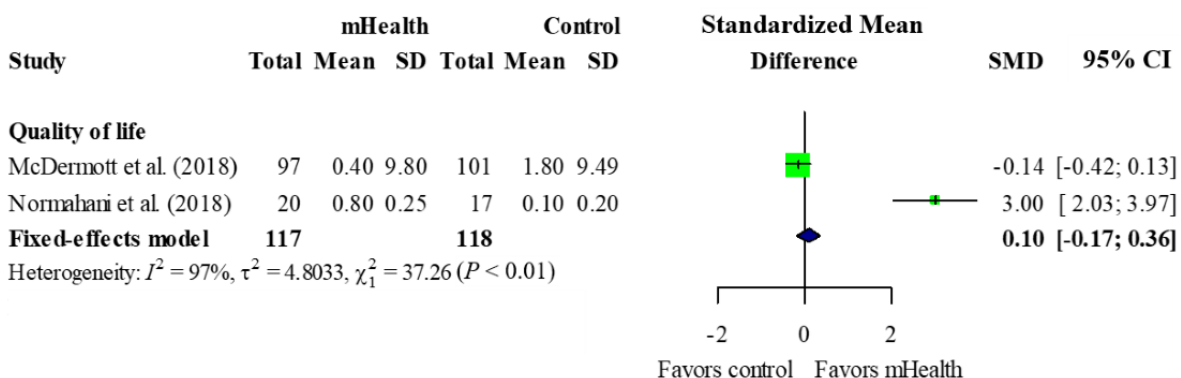 mHealth Control Standardized Mean
Study Total Mean SD Total Mean SD Difference SMD 95% CI
Quality of life
McDermott et al. (2018) 97 0.40 9.80 101 1.80 9.49 -0.14 [-0.42; 0.13]
Normahani et al. (2018) 20 0.80 0.25 17 0.10 0.20 3.00 [ 2.03; 3.97]
Fixed-effects model 117 118 0.10 [-0.17; 0.36]
Heterogeneity: I² = 97%, τ² = 4.8033, χ²₁ = 37.26 (P < 0.01)
-2 0 2
Favors control Favors mHealth